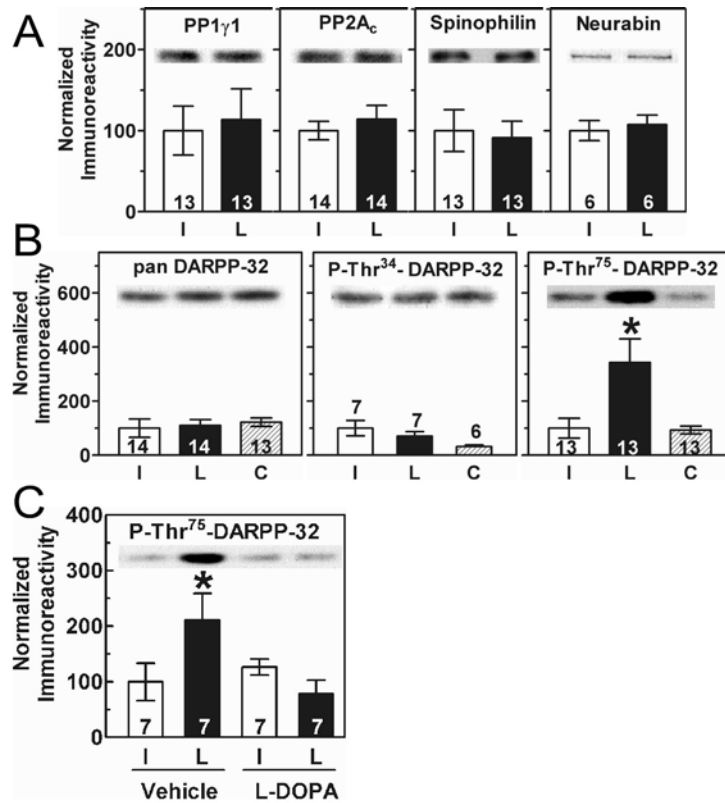 A
PP1γ1 PP2Ac Spinophilin Neurabin
Normalized
Immunoreactivity
200
100
0
13 13 14 14 13 13 6 6
I L I L I L I L
B
pan DARPP-32 P-Thr34- DARPP-32 P-Thr75- DARPP-32
Normalized
Immunoreactivity
600
400
200
0
*
14 14 13 7 7 6 13 13 13
I L C I L C I L C
C
P-Thr75-DARPP-32
Normalized
Immunoreactivity
400
300
200
100
0
*
7 7 7 7
I L I L
Vehicle L-DOPA